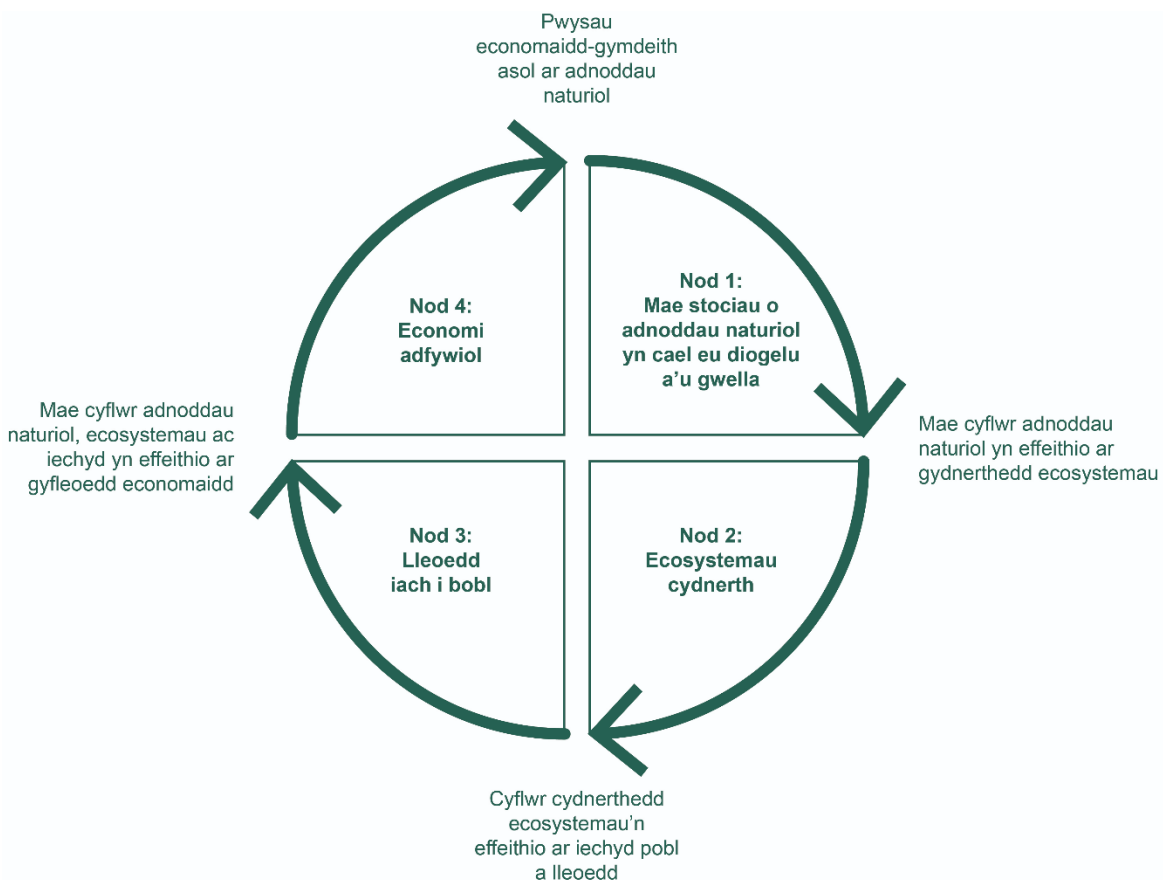 Pwysau
economaidd-gymdeith
asol ar adnoddau
naturiol
Nod 1:
Mae stociau o
adnoddau naturiol
yn cael eu diogelu
a'u gwella
Mae cyflwr adnoddau
naturiol yn effeithio ar
gydnerthedd ecosystemau
Nod 2:
Ecosystemau
cydnerth
Cyflwr cydnerthedd
ecosystemau'n
effeithio ar iechyd pobl
a lleoedd
Nod 3:
Lleoedd
iach i bobl
Mae cyflwr adnoddau
naturiol, ecosystemau ac
iechyd yn effeithio ar
gyfleoedd economaidd
Nod 4:
Economi
adfywiol